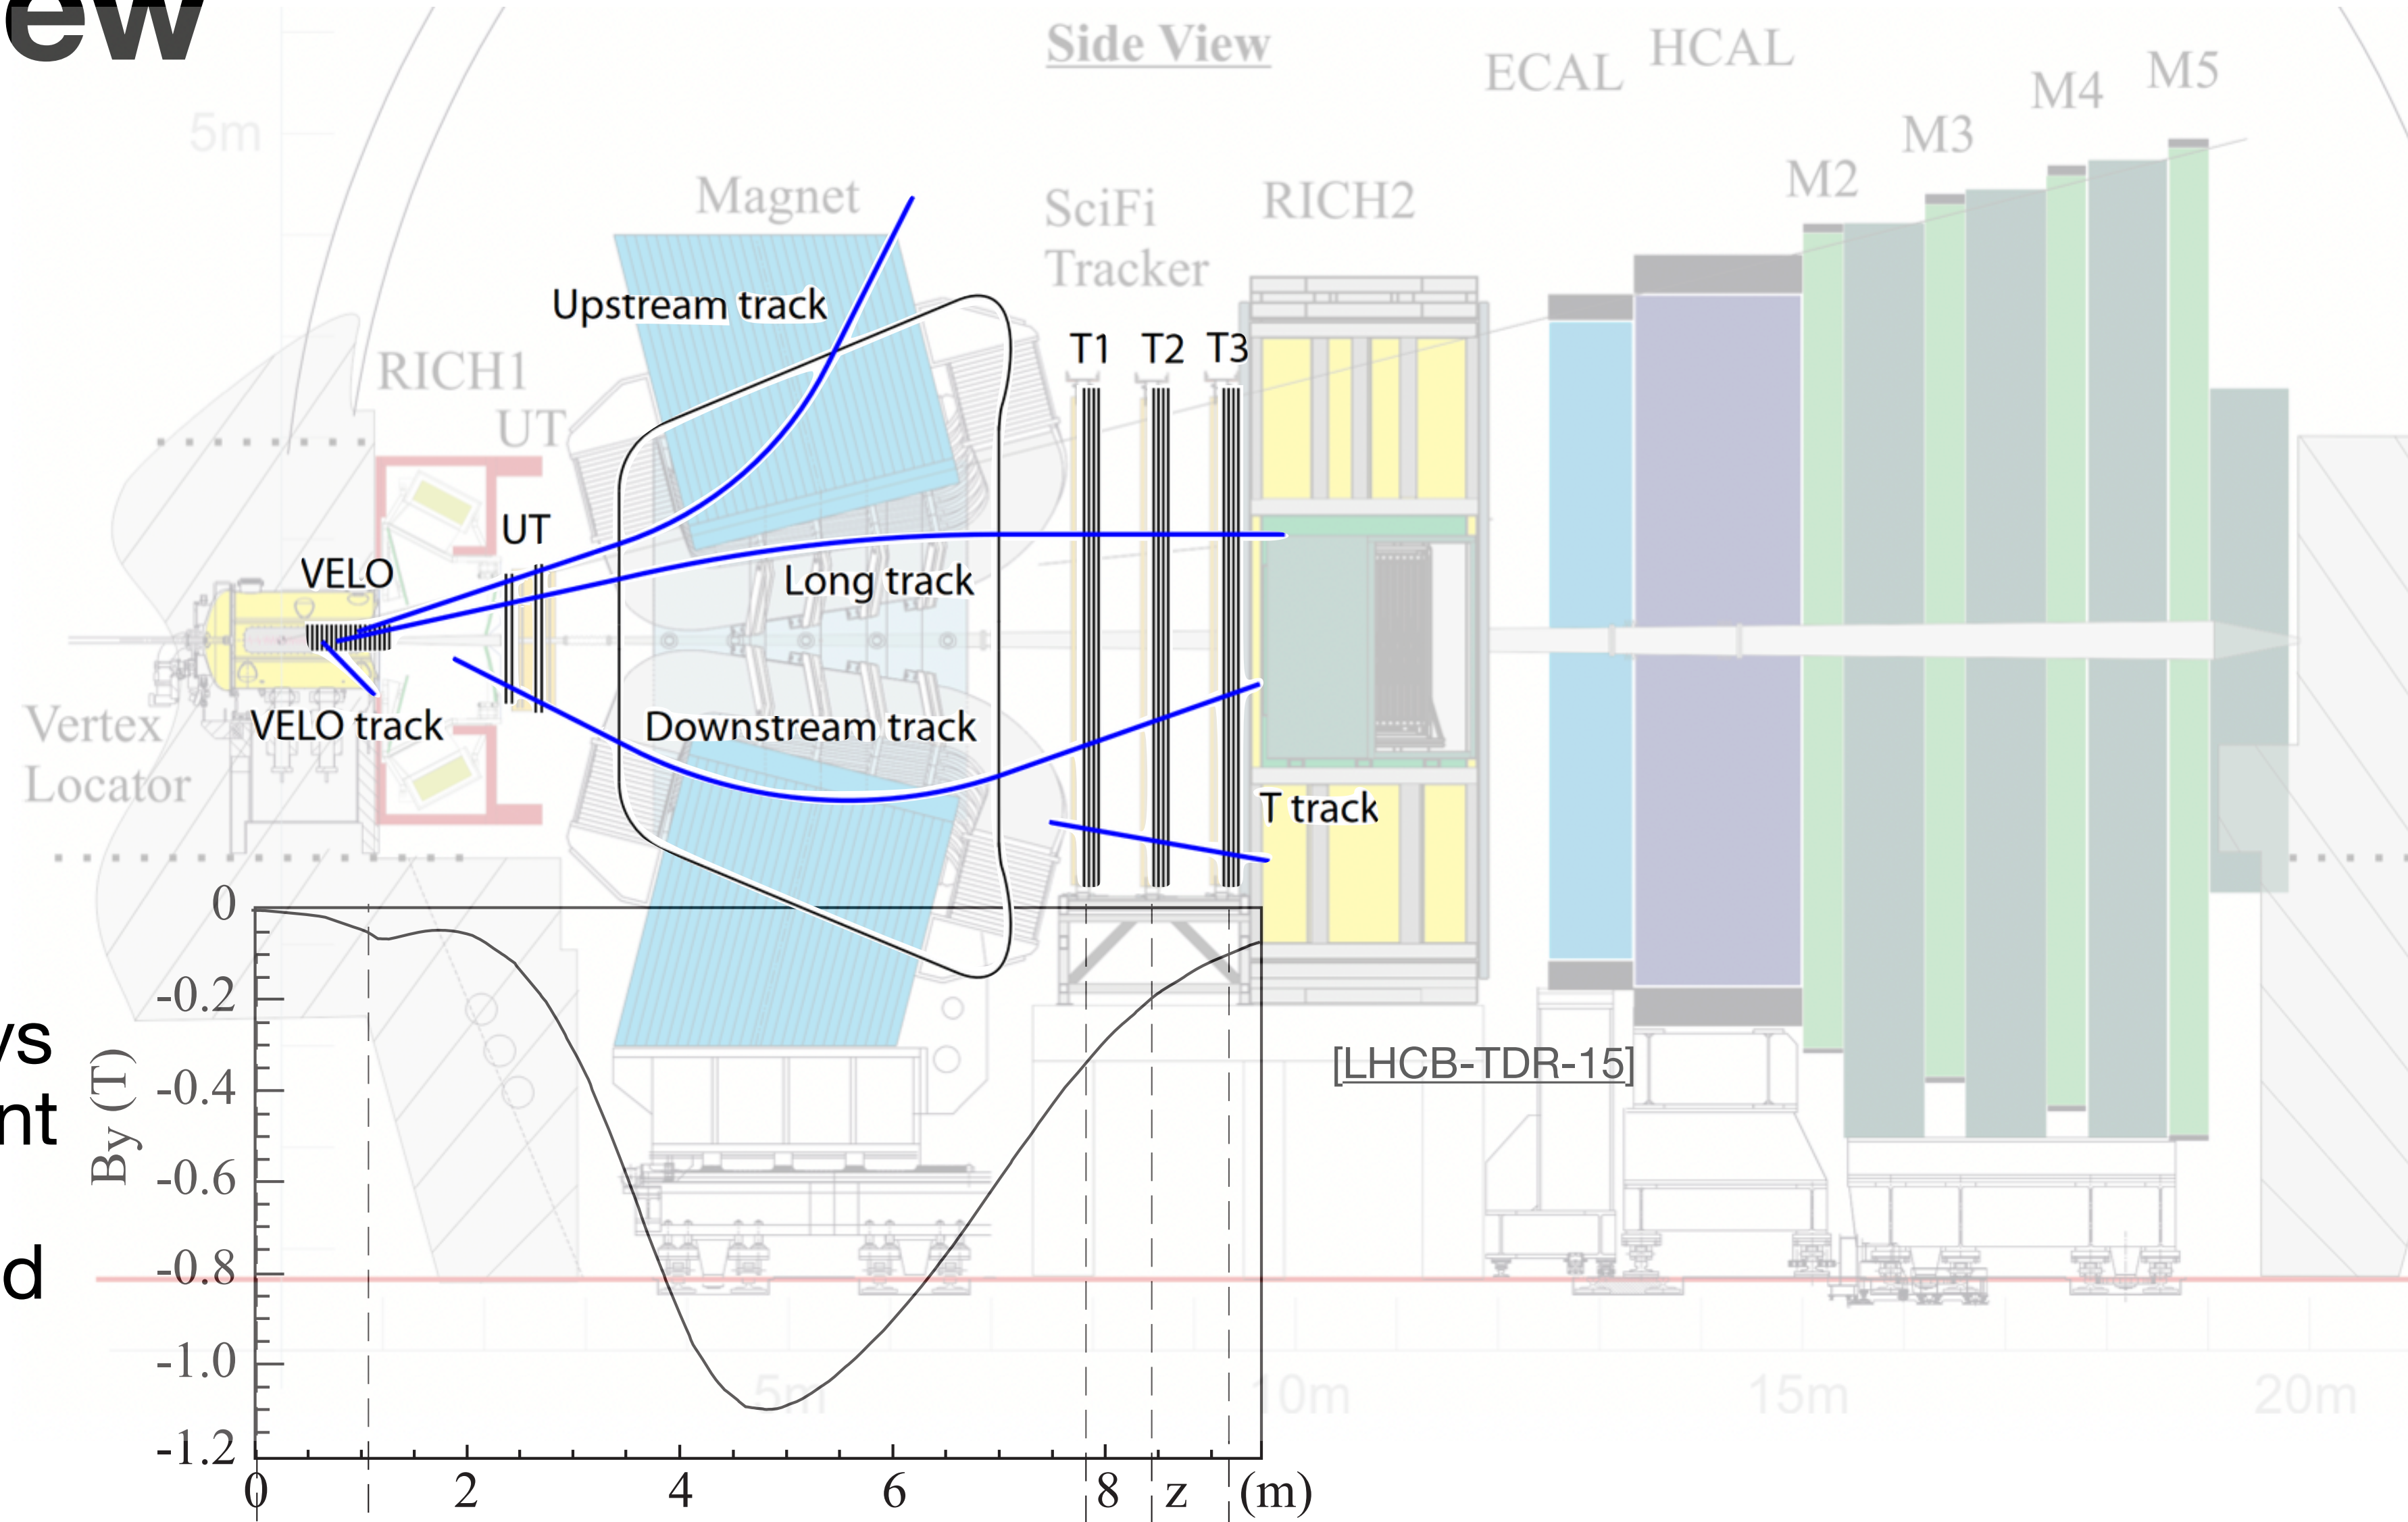 ew
Side View
ECAL
HCAL
M5
M4
M3
M2
5m
Magnet
SciFi
Tracker
RICH2
Upstream track
T1
T2
T3
RICH1
UT
UT
VELO
Long track
Vertex
Locator
VELO track
Downstream track
T track
0
-0.2
-0.4
-0.6
-0.8
-1.0
-1.2
By (T)
ys
nt
d
[LHCB-TDR-15]
5m
10m
15m
20m
0
2
4
6
8
z
(m)